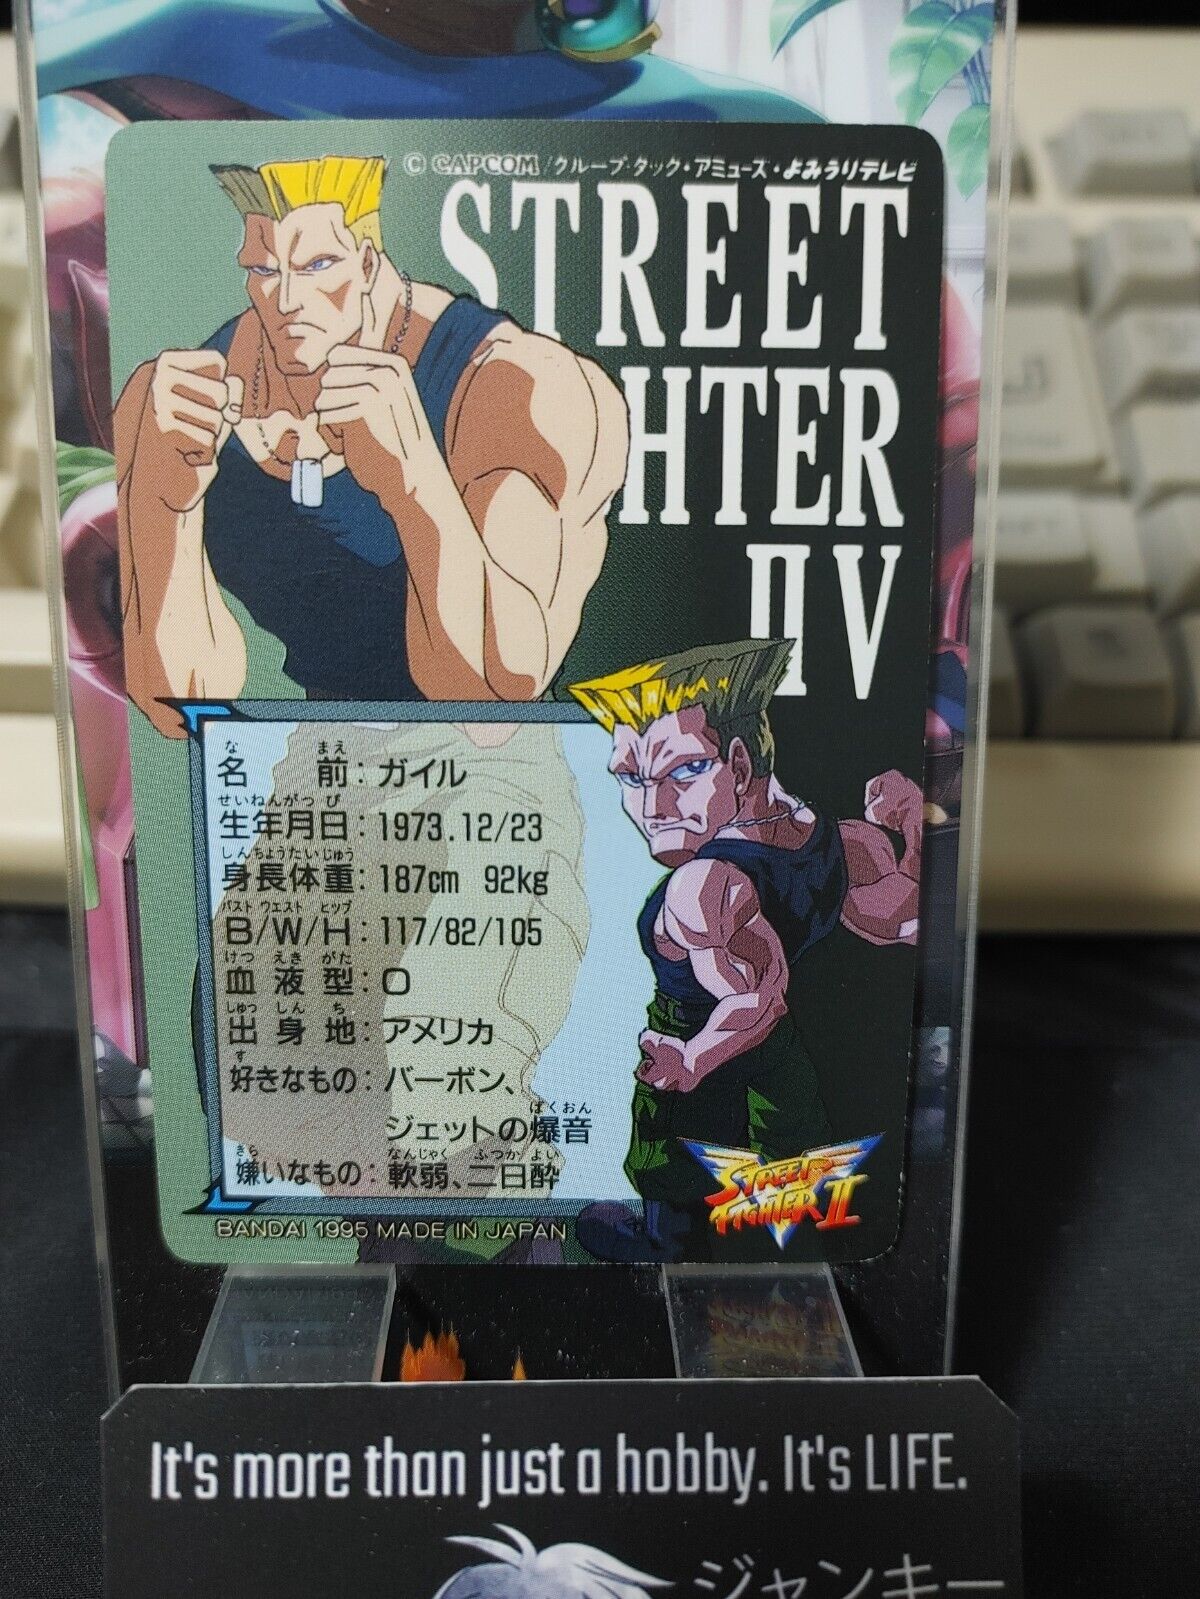 © CAPCOM/グループ・タック・アミューズ・よみうりテレビ
STREET
HTER
II V
な まえ
名 前：ガイル
せいねんがっぴ
生年月日：1973.12/23
しんちょうたいじゅう
身長体重：187cm 92kg
バスト ウエスト ヒップ
B/W/H：117/82/105
けつ えき がた
血液型：O
しゅっ しん ち
出身地：アメリカ
す
好きなもの：バーボン、
ばくおん
ジェットの爆音
きら なんじゃく ふつか よい
嫌いなもの：軟弱、二日酔
STREET
FIGHTER II
V
BANDAI 1995 MADE IN JAPAN
It's more than just a hobby. It's LIFE.
ジャンキー